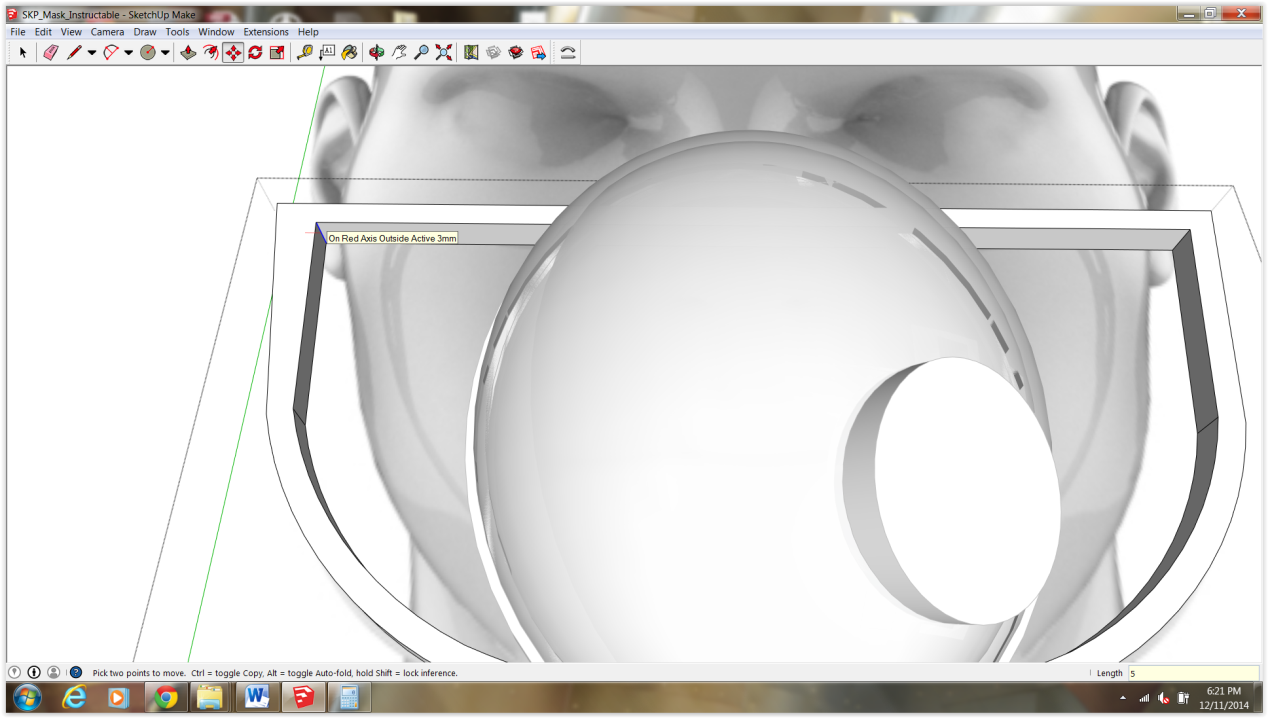 SKP_Mask_Instructable - SketchUp Make
File Edit View Camera Draw Tools Window Extensions Help
A1
On Red Axis Outside Active 3mm
Pick two points to move. Ctrl = toggle Copy, Alt = toggle Auto-fold, hold Shift = lock inference.
Length 5
6:21 PM
12/11/2014